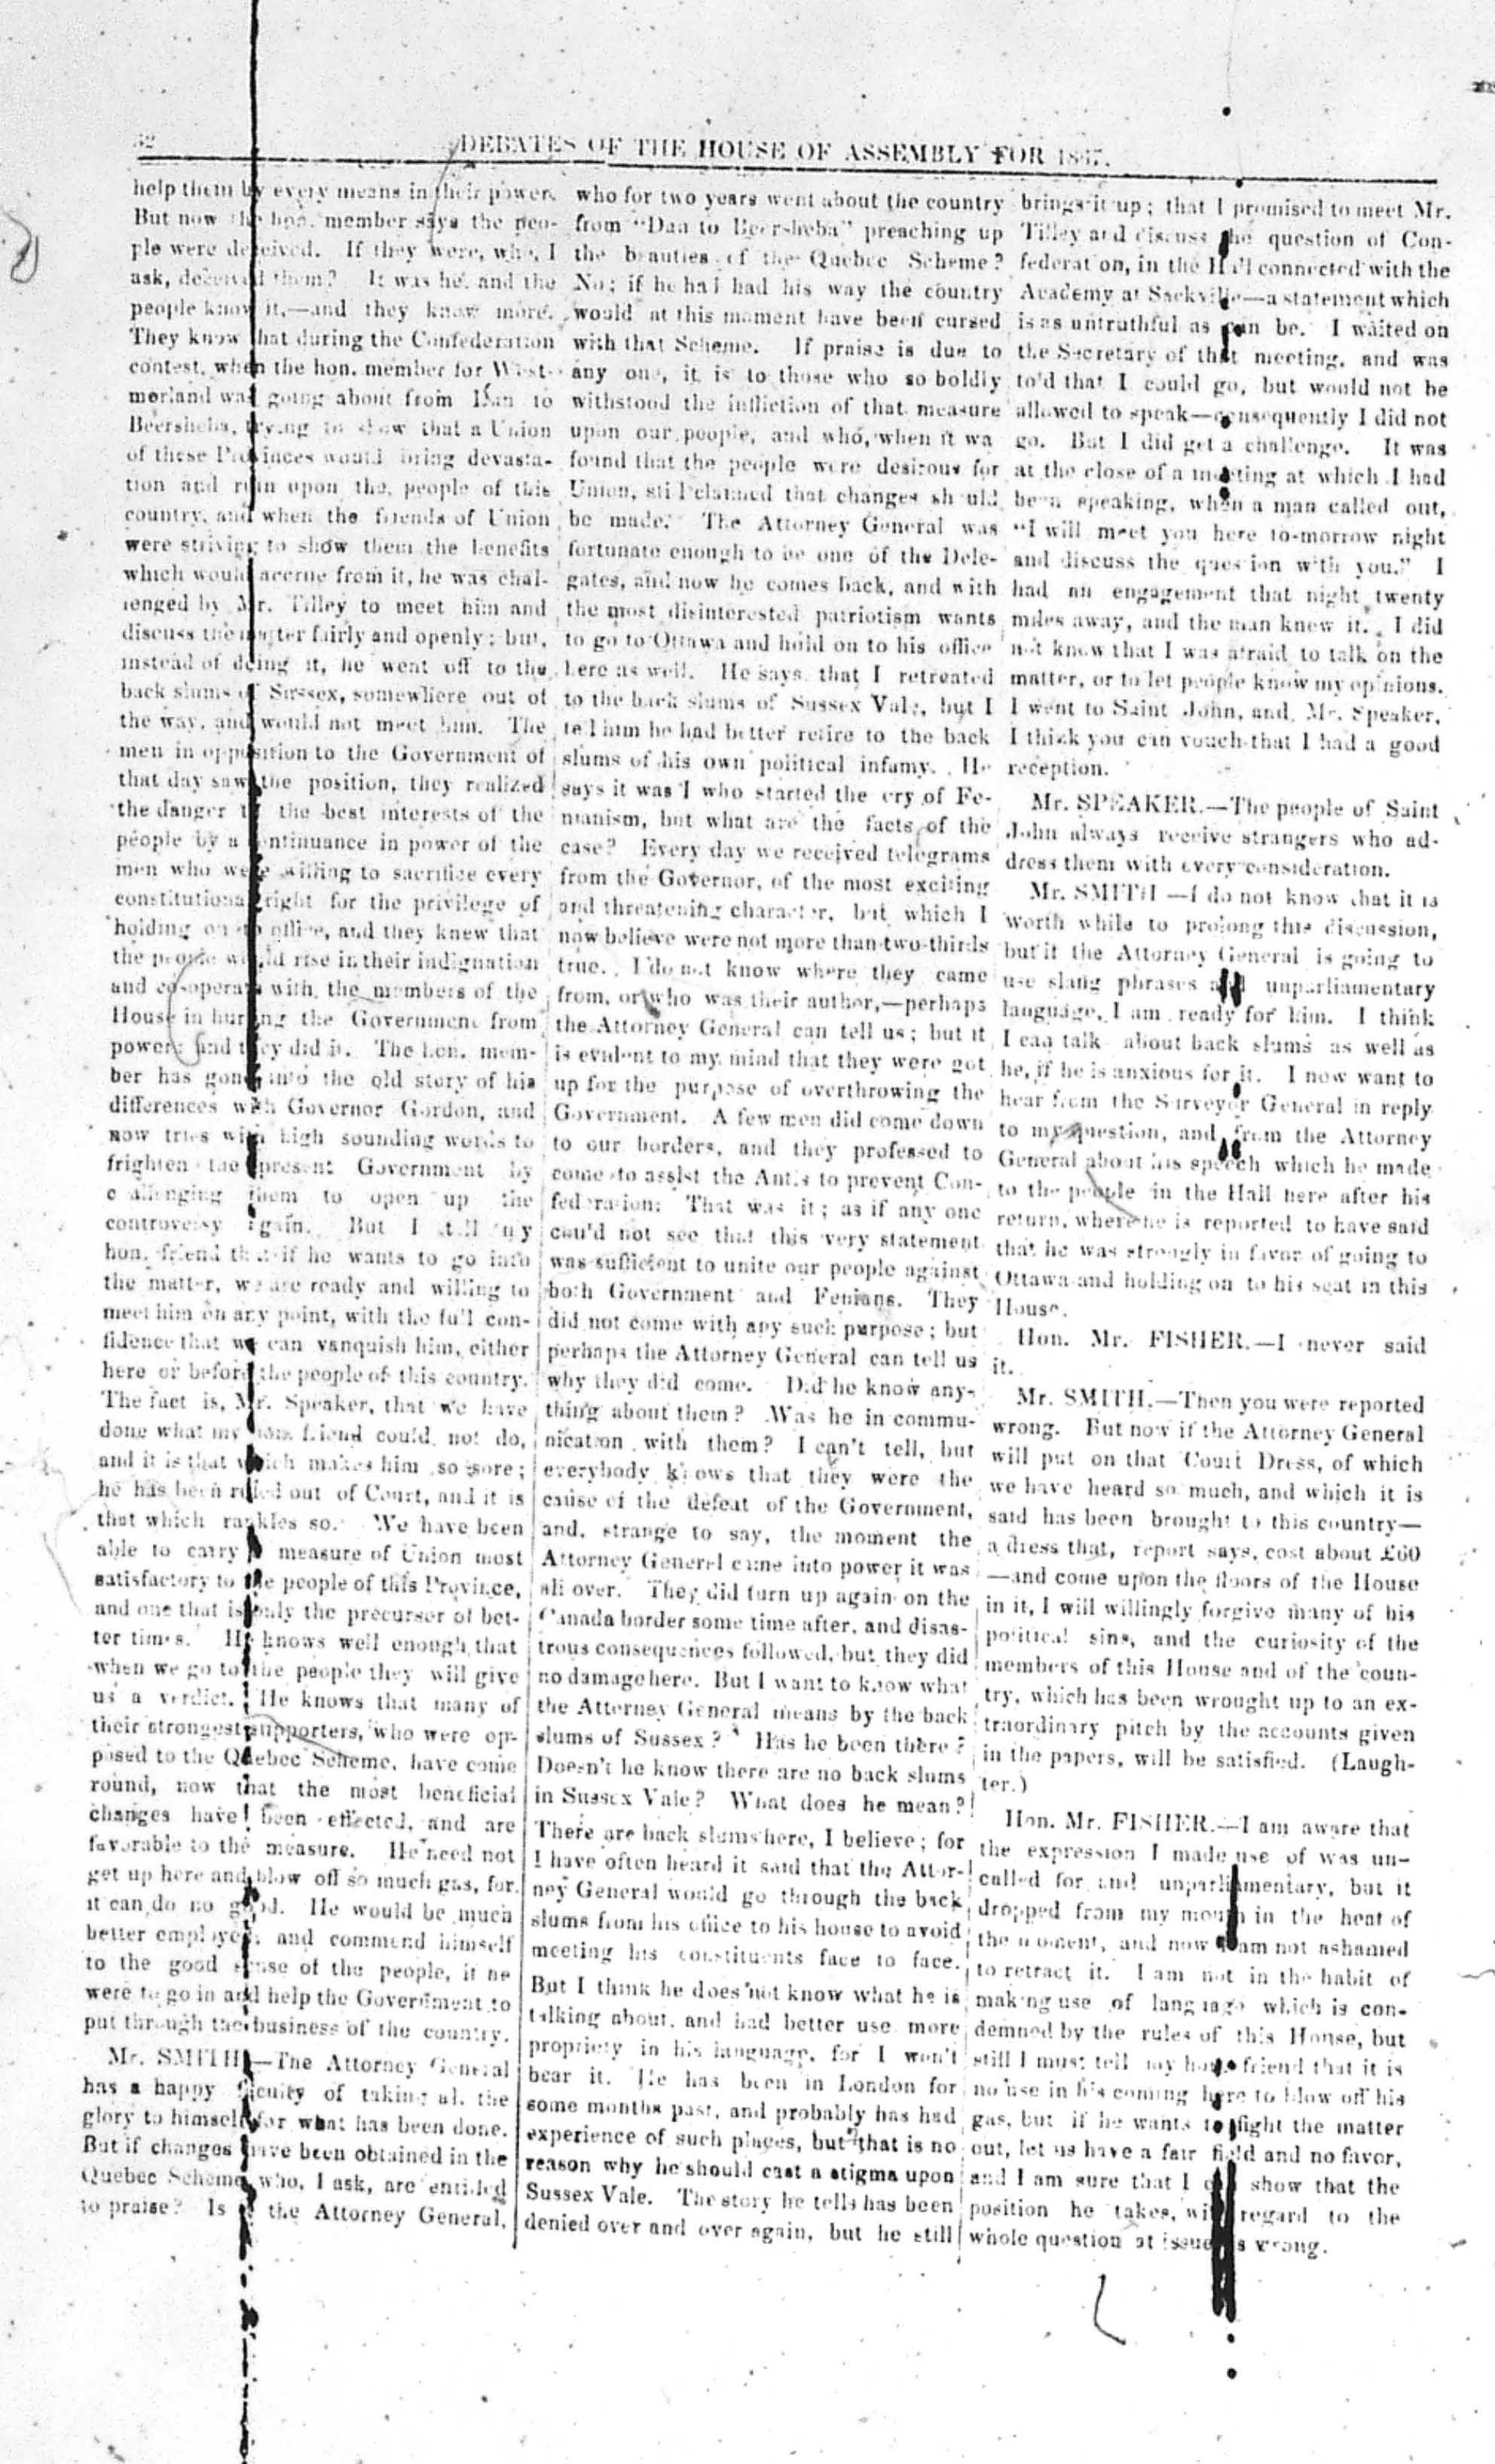 DEBATES OF THE HOUSE OF ASSEMBLY FOR 1867.
help them by every means in their power.
But now the hon. member says the peo-
ple were deceived. If they were, who, I
ask, deceived them? It was he, and the
people know it,—and they know more.
They know that during the Confederation
contest, when the hon. member for West-
morland was going about from Dan to
Beersheba, trying to show that a Union
of these Provinces would bring devasta-
tion and ruin upon the people of this
country, and when the friends of Union
were striving to show them the benefits
which would accrue from it, he was chal-
lenged by Mr. Tilley to meet him and
discuss the matter fairly and openly; but,
instead of doing it, he went off to the
back slums of Sussex, somewhere out of
the way, and would not meet him. The
men in opposition to the Government of
that day saw the position, they realized
the danger to the best interests of the
people by a continuance in power of the
men who were willing to sacrifice every
constitutional right for the privilege of
holding on to office, and they knew that
the people would rise in their indignation
and co-operate with the members of the
House in hurling the Government from
power; and they did it. The hon. mem-
ber has gone into the old story of his
differences with Governor Gordon, and
now tries with high sounding words to
frighten the present Government by
challenging them to open up the
controversy again. But I tell my
hon. friend that if he wants to go into
the matter, we are ready and willing to
meet him on any point, with the full con-
fidence that we can vanquish him, either
here or before the people of this country.
The fact is, Mr. Speaker, that we have
done what my hon. friend could not do,
and it is that which makes him so sore;
he has been ruled out of Court, and it is
that which rankles so. We have been
able to carry a measure of Union most
satisfactory to the people of this Province,
and one that is only the precursor of bet-
ter times. He knows well enough that
when we go to the people they will give
us a verdict. He knows that many of
their strongest supporters, who were op-
posed to the Quebec Scheme, have come
round, now that the most beneficial
changes have been effected, and are
favorable to the measure. He need not
get up here and blow off so much gas, for
it can do no good. He would be much
better employed, and commend himself
to the good sense of the people, if he
were to go in and help the Government to
put through the business of the country.
Mr. SMITH.—The Attorney General
has a happy faculty of taking all the
glory to himself for what has been done.
But if changes have been obtained in the
Quebec Scheme, who, I ask, are entitled
to praise? Is it the Attorney General,
who for two years went about the country
from "Dan to Beersheba" preaching up
the beauties of the Quebec Scheme?
No; if he had had his way the country
would at this moment have been cursed
with that Scheme. If praise is due to
any one, it is to those who so boldly
withstood the infliction of that measure
upon our people, and who, when it wa
found that the people were desirous for
Union, still claimed that changes should
be made. The Attorney General was
fortunate enough to be one of the Dele-
gates, and now he comes back, and with
the most disinterested patriotism wants
to go to Ottawa and hold on to his office
here as well. He says that I retreated
to the back slums of Sussex Vale, but I
tell him he had better retire to the back
slums of his own political infamy. He
says it was I who started the cry of Fe-
nianism, but what are the facts of the
case? Every day we received telegrams
from the Governor, of the most exciting
and threatening character, but which I
now believe were not more than two-thirds
true. I do not know where they came
from, or who was their author,—perhaps
the Attorney General can tell us; but it
is evident to my mind that they were got
up for the purpose of overthrowing the
Government. A few men did come down
to our borders, and they professed to
come to assist the Antis to prevent Con-
federation: That was it; as if any one
could not see that this very statement
was sufficient to unite our people against
both Government and Fenians. They
did not come with any such purpose; but
perhaps the Attorney General can tell us
why they did come. Did he know any-
thing about them? Was he in commu-
nication with them? I can't tell, but
everybody knows that they were the
cause of the defeat of the Government,
and, strange to say, the moment the
Attorney General came into power it was
all over. They did turn up again on the
Canada border some time after, and disas-
trous consequences followed, but they did
no damage here. But I want to know what
the Attorney General means by the back
slums of Sussex? Has he been there?
Doesn't he know there are no back slums
in Sussex Vale? What does he mean?
There are back slums here, I believe; for
I have often heard it said that the Attor-
ney General would go through the back
slums from his office to his house to avoid
meeting his constituents face to face.
But I think he does not know what he is
talking about, and had better use more
propriety in his language, for I won't
bear it. He has been in London for
some months past, and probably has had
experience of such places, but that is no
reason why he should cast a stigma upon
Sussex Vale. The story he tells has been
denied over and over again, but he still
brings it up; that I promised to meet Mr.
Tilley and discuss the question of Con-
federation, in the Hall connected with the
Academy at Sackville—a statement which
is as untruthful as can be. I waited on
the Secretary of that meeting, and was
told that I could go, but would not be
allowed to speak—consequently I did not
go. But I did get a challenge. It was
at the close of a meeting at which I had
been speaking, when a man called out,
"I will meet you here to-morrow night
and discuss the question with you." I
had an engagement that night twenty
miles away, and the man knew it. I did
not know that I was afraid to talk on the
matter, or to let people know my opinions.
I went to Saint John, and, Mr. Speaker,
I think you can vouch that I had a good
reception.
Mr. SPEAKER.—The people of Saint
John always receive strangers who ad-
dress them with every consideration.
Mr. SMITH—I do not know that it is
worth while to prolong this discussion,
but if the Attorney General is going to
use slang phrases and unparliamentary
language, I am ready for him. I think
I can talk about back slums as well as
he, if he is anxious for it. I now want to
hear from the Surveyor General in reply
to my question, and from the Attorney
General about his speech which he made
to the people in the Hall here after his
return, where he is reported to have said
that he was strongly in favor of going to
Ottawa and holding on to his seat in this
House.
Hon. Mr. FISHER.—I never said
it.
Mr. SMITH.—Then you were reported
wrong. But now if the Attorney General
will put on that Court Dress, of which
we have heard so much, and which it is
said has been brought to this country—
a dress that, report says, cost about £60
—and come upon the floors of the House
in it, I will willingly forgive many of his
political sins, and the curiosity of the
members of this House and of the coun-
try, which has been wrought up to an ex-
traordinary pitch by the accounts given
in the papers, will be satisfied. (Laugh-
ter.)
Hon. Mr. FISHER.—I am aware that
the expression I made use of was un-
called for and unparliamentary, but it
dropped from my mouth in the heat of
the moment, and now I am not ashamed
to retract it. I am not in the habit of
making use of language which is con-
demned by the rules of this House, but
still I must tell my hon. friend that it is
no use in his coming here to blow off his
gas, but if he wants to fight the matter
out, let us have a fair field and no favor,
and I am sure that I can show that the
position he takes, with regard to the
whole question at issue is wrong.